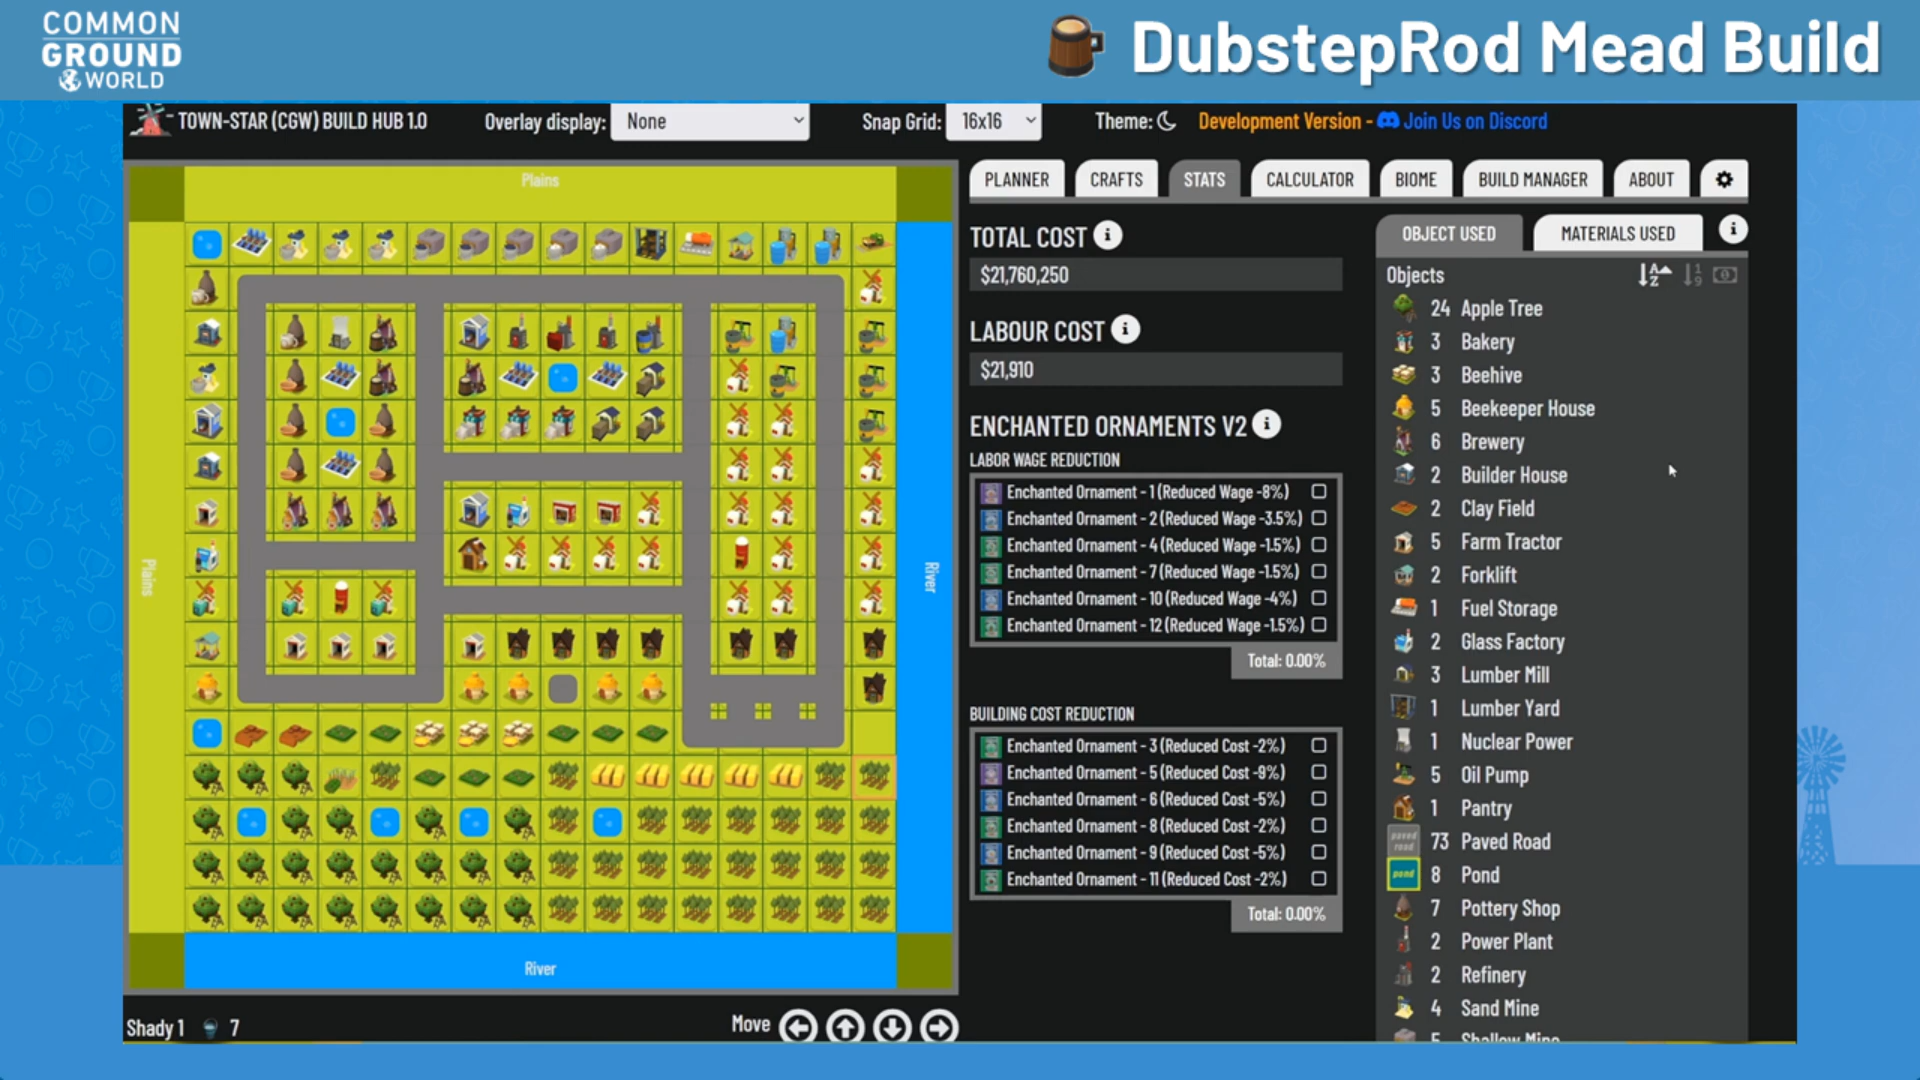 COMMON
GROUND
WORLD
DubstepRod Mead Build
TOWN-STAR (CGW) BUILD HUB 1.0
Overlay display:
None
Snap Grid:
16x16
Theme:
Development Version -
Join Us on Discord
PLANNER
CRAFTS
STATS
CALCULATOR
BIOME
BUILD MANAGER
ABOUT
Plains
Plains
River
River
Shady 1
7
Move
TOTAL COST
$21,760,250
LABOUR COST
$21,910
ENCHANTED ORNAMENTS V2
LABOR WAGE REDUCTION
Enchanted Ornament - 1 (Reduced Wage -8%)
Enchanted Ornament - 2 (Reduced Wage -3.5%)
Enchanted Ornament - 4 (Reduced Wage -1.5%)
Enchanted Ornament - 7 (Reduced Wage -1.5%)
Enchanted Ornament - 10 (Reduced Wage -4%)
Enchanted Ornament - 12 (Reduced Wage -1.5%)
Total: 0.00%
BUILDING COST REDUCTION
Enchanted Ornament - 3 (Reduced Cost -2%)
Enchanted Ornament - 5 (Reduced Cost -9%)
Enchanted Ornament - 6 (Reduced Cost -5%)
Enchanted Ornament - 8 (Reduced Cost -2%)
Enchanted Ornament - 9 (Reduced Cost -5%)
Enchanted Ornament - 11 (Reduced Cost -2%)
Total: 0.00%
OBJECT USED
MATERIALS USED
Objects
24 Apple Tree
3 Bakery
3 Beehive
5 Beekeeper House
6 Brewery
2 Builder House
2 Clay Field
5 Farm Tractor
2 Forklift
1 Fuel Storage
2 Glass Factory
3 Lumber Mill
1 Lumber Yard
1 Nuclear Power
5 Oil Pump
1 Pantry
paved road
73 Paved Road
pond
8 Pond
7 Pottery Shop
2 Power Plant
2 Refinery
4 Sand Mine
5 Shallow Mine